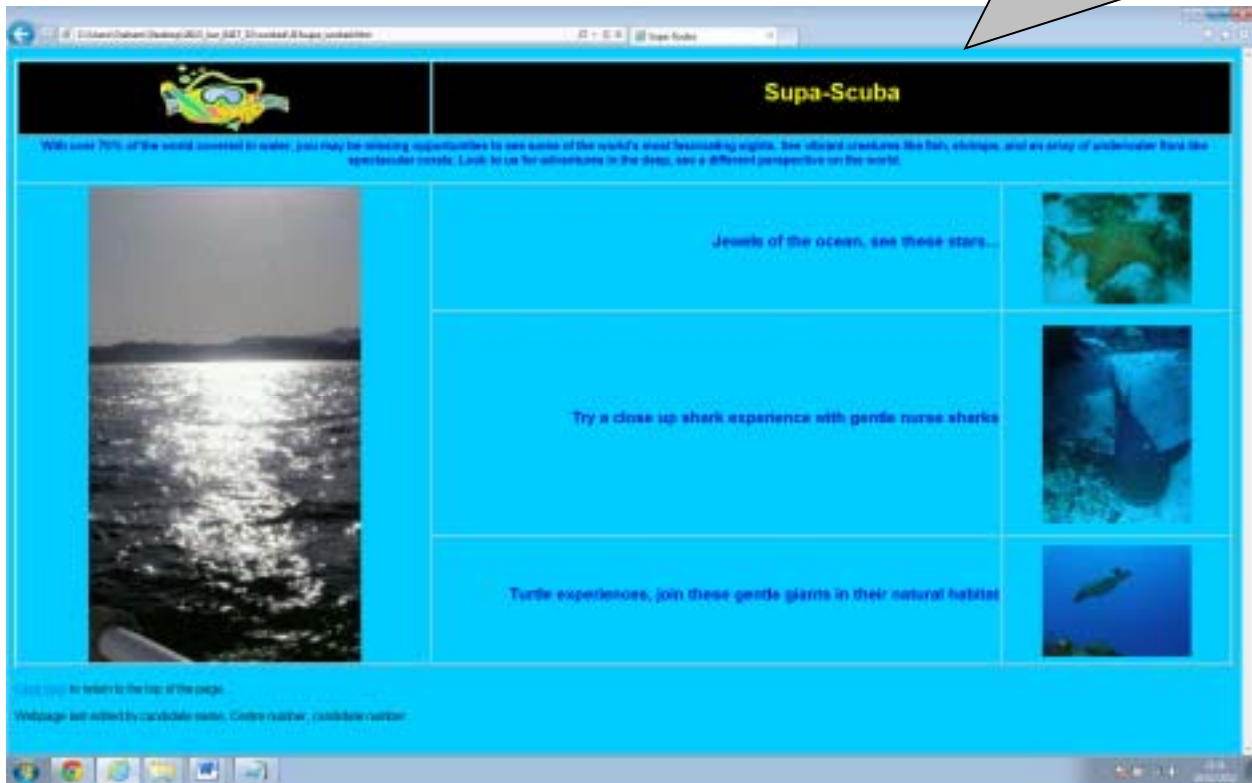 Supa-Scuba
Supa-Scuba
With over 70% of the world covered in water, you may be missing opportunities to see some of the world's most fascinating sights. See vibrant creatures like fish, shrimps, and an array of underwater flora like
spectacular corals. Look to us for adventures in the deep, see a different perspective on the world.
Jewels of the ocean, see these stars...
Try a close up shark experience with gentle nurse sharks
Turtle experiences, join these gentle giants in their natural habitat
Click here to return to the top of the page.
Webpage last edited by candidate name, Centre number, candidate number